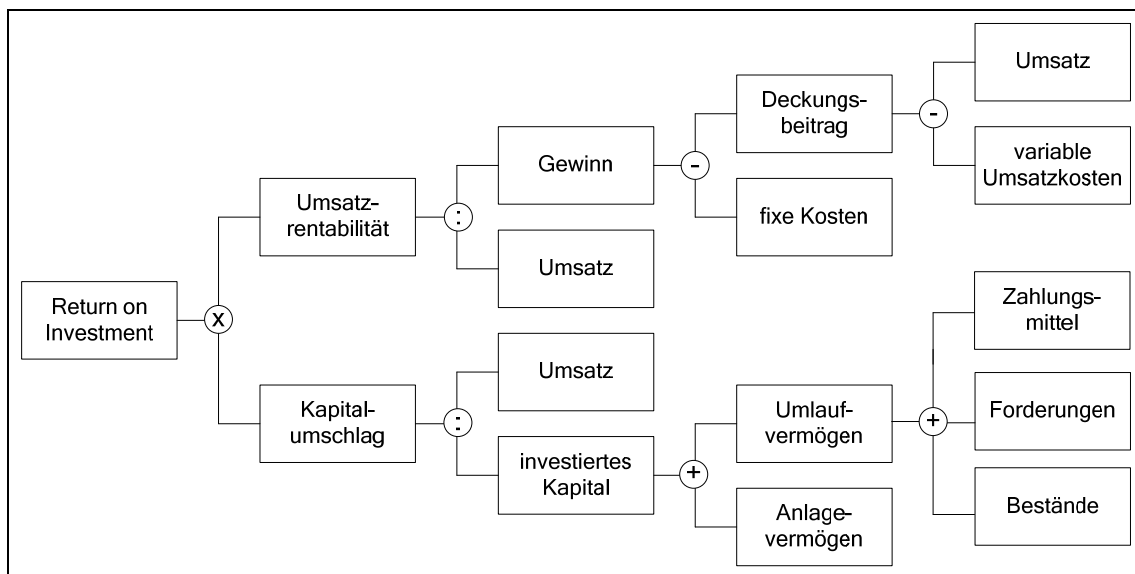 Return on
Investment
x
Umsatz-
rentabilität
:
Gewinn
-
Deckungs-
beitrag
-
Umsatz
variable
Umsatzkosten
fixe Kosten
Umsatz
Kapital-
umschlag
:
Umsatz
investiertes
Kapital
+
Umlauf-
vermögen
+
Zahlungs-
mittel
Forderungen
Bestände
Anlage-
vermögen